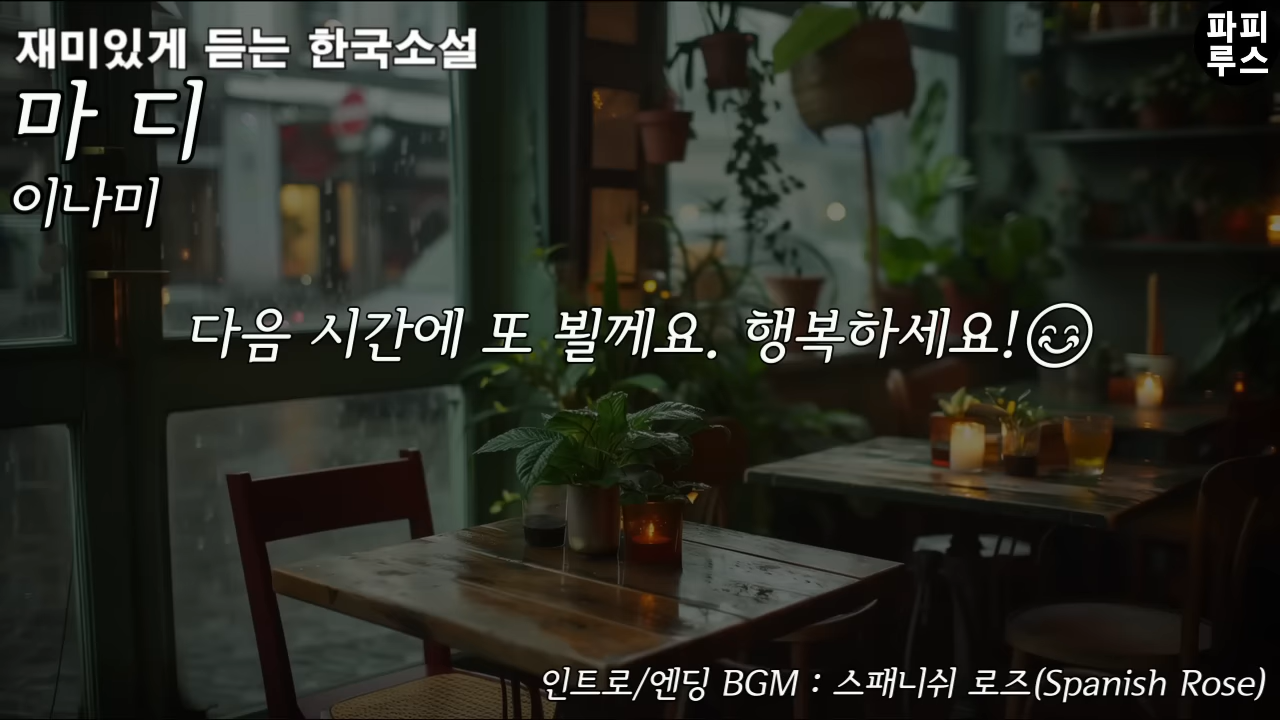 재미있게 듣는 한국소설
마 디
이나미
파피
루스
다음 시간에 또 뵐께요. 행복하세요!😊
인트로/엔딩 BGM : 스패니쉬 로즈(Spanish Rose)